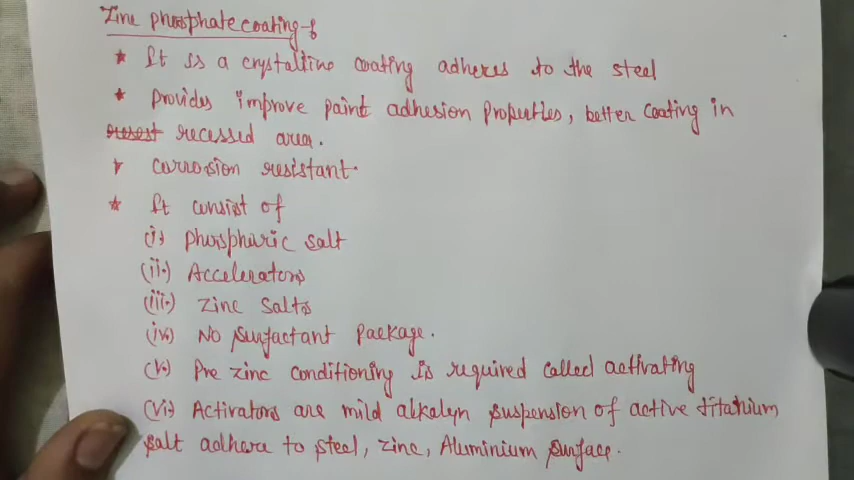 Zinc phosphate coating :-
* It is a crystalline coating adheres to the steel
* provides improve paint adhesion properties, better coating in
recessed area.
* corrosion resistant.
* It consist of
(i) phosphoric salt
(ii) Accelerators
(iii) Zinc salts
(iv) No surfactant package.
(v) Pre zinc conditioning is required called activating
(vi) Activators are mild alkalyn suspension of active titanium
salt adhere to steel, zinc, Aluminium surface.